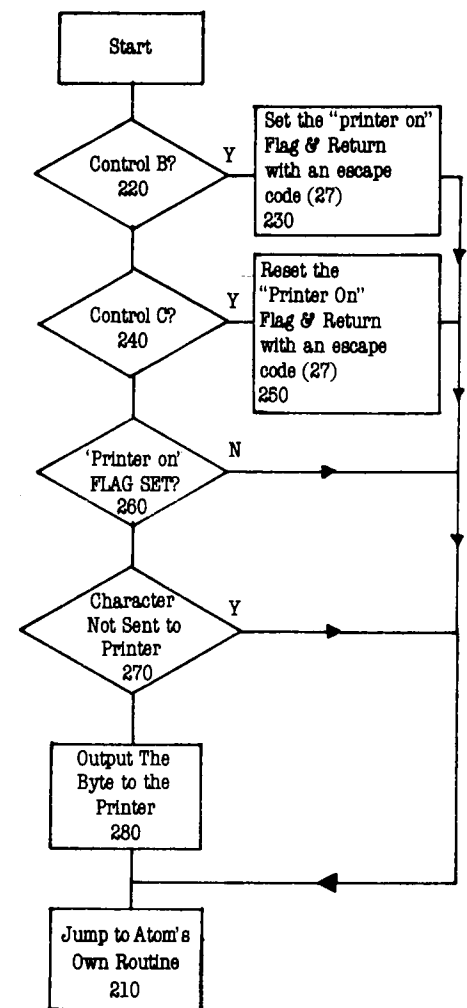 Start
Control B?
220
Y
Set the "printer on"
Flag & Return
with an escape
code (27)
230
Control C?
240
Y
Reset the
"Printer On"
Flag & Return
with an escape
code (27)
250
'Printer on'
FLAG SET?
260
N
Character
Not Sent to
Printer
270
Y
Output The
Byte to the
Printer
280
Jump to Atom's
Own Routine
210